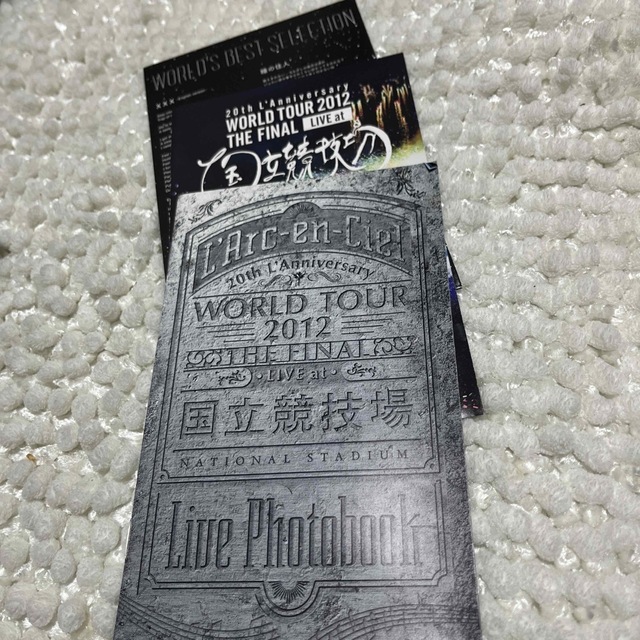 WORLD'S BEST SELECTION
XXX
20th L'Anniversary
WORLD TOUR 2012
THE FINAL LIVE at
国立競技場
L'Arc-en-Ciel
20th L'Anniversary
WORLD TOUR
2012
THE FINAL
LIVE at
国立競技場
NATIONAL STADIUM
Live Photobook